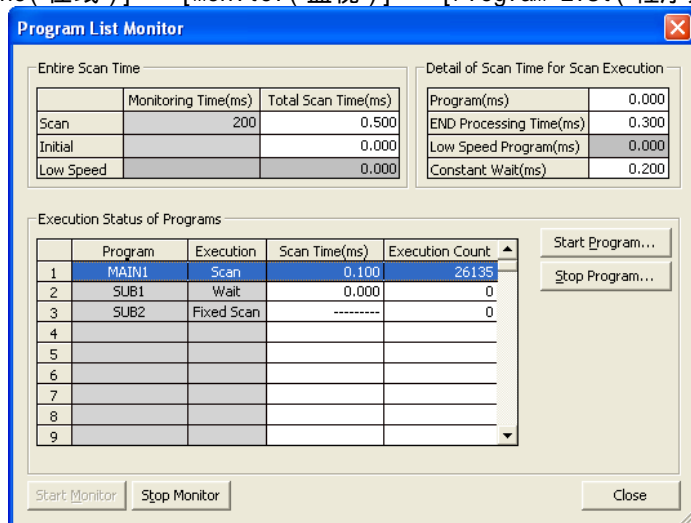 Program List Monitor
Entire Scan Time
Monitoring Time(ms) Total Scan Time(ms)
Scan 200 0.500
Initial 0.000
Low Speed 0.000
Detail of Scan Time for Scan Execution
Program(ms) 0.000
END Processing Time(ms) 0.300
Low Speed Program(ms) 0.000
Constant Wait(ms) 0.200
Execution Status of Programs
Program Execution Scan Time(ms) Execution Count
1 MAIN1 Scan 0.100 26135
2 SUB1 Wait 0.000 0
3 SUB2 Fixed Scan --------- 0
4
5
6
7
8
9
Start Program...
Stop Program...
Start Monitor Stop Monitor Close